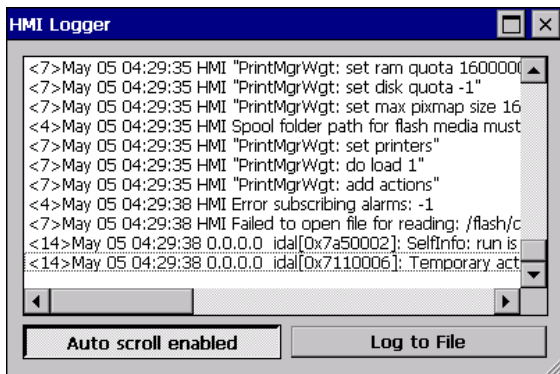 HMI Logger
<7>May 05 04:29:35 HMI "PrintMgrWgt: set ram quota 1600000
<7>May 05 04:29:35 HMI "PrintMgrWgt: set disk quota -1"
<7>May 05 04:29:35 HMI "PrintMgrWgt: set max pixmap size 16
<4>May 05 04:29:35 HMI Spool folder path for flash media must
<7>May 05 04:29:35 HMI "PrintMgrWgt: set printers"
<7>May 05 04:29:35 HMI "PrintMgrWgt: do load 1"
<7>May 05 04:29:35 HMI "PrintMgrWgt: add actions"
<4>May 05 04:29:38 HMI Error subscribing alarms: -1
<7>May 05 04:29:38 HMI Failed to open file for reading: /flash/c
<14>May 05 04:29:38 0.0.0.0  idal[0x7a50002]: SelfInfo: run is
<14>May 05 04:29:38 0.0.0.0  idal[0x7110006]: Temporary act
Auto scroll enabled
Log to File